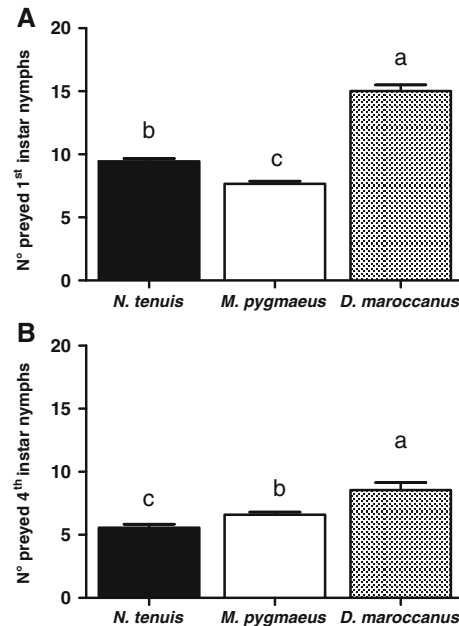 A
N° preyed 1st instar nymphs
20
15
10
5
0
b
c
a
N. tenuis M. pygmaeus D. maroccanus
B
N° preyed 4th instar nymphs
20
15
10
5
0
c
b
a
N. tenuis M. pygmaeus D. maroccanus